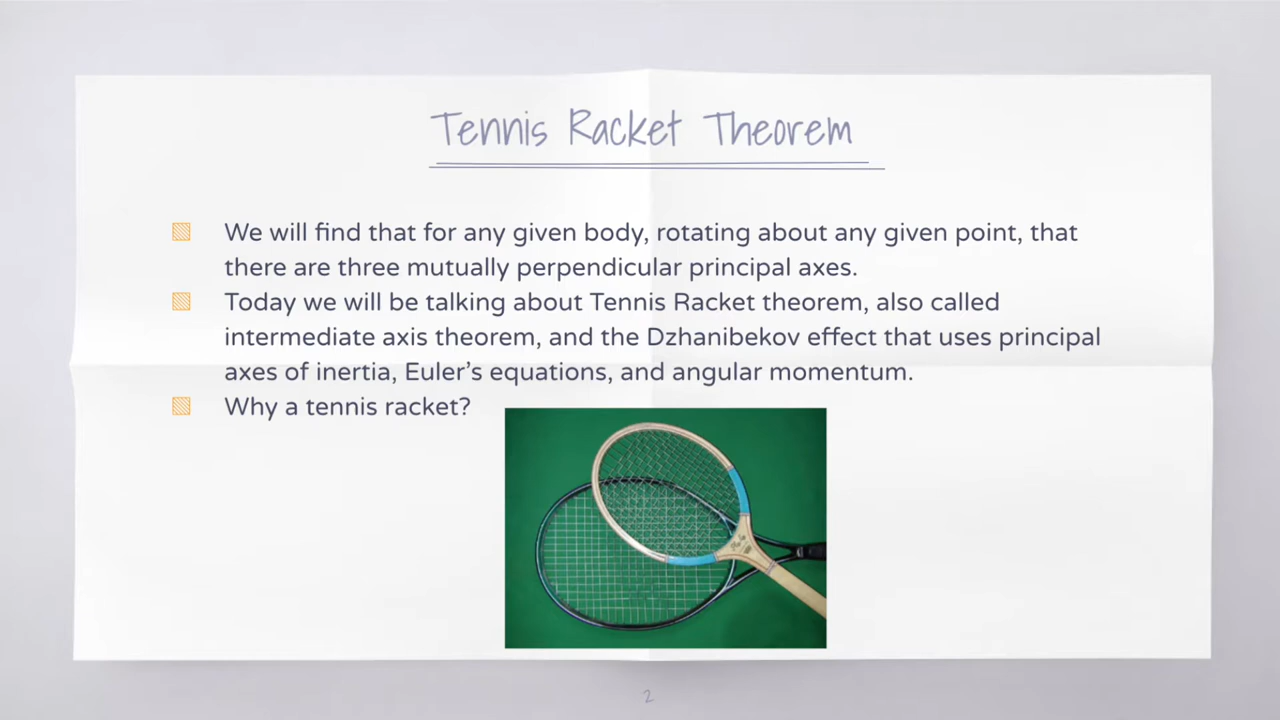 Tennis Racket Theorem
We will find that for any given body, rotating about any given point, that
there are three mutually perpendicular principal axes.
Today we will be talking about Tennis Racket theorem, also called
intermediate axis theorem, and the Dzhanibekov effect that uses principal
axes of inertia, Euler’s equations, and angular momentum.
Why a tennis racket?
2